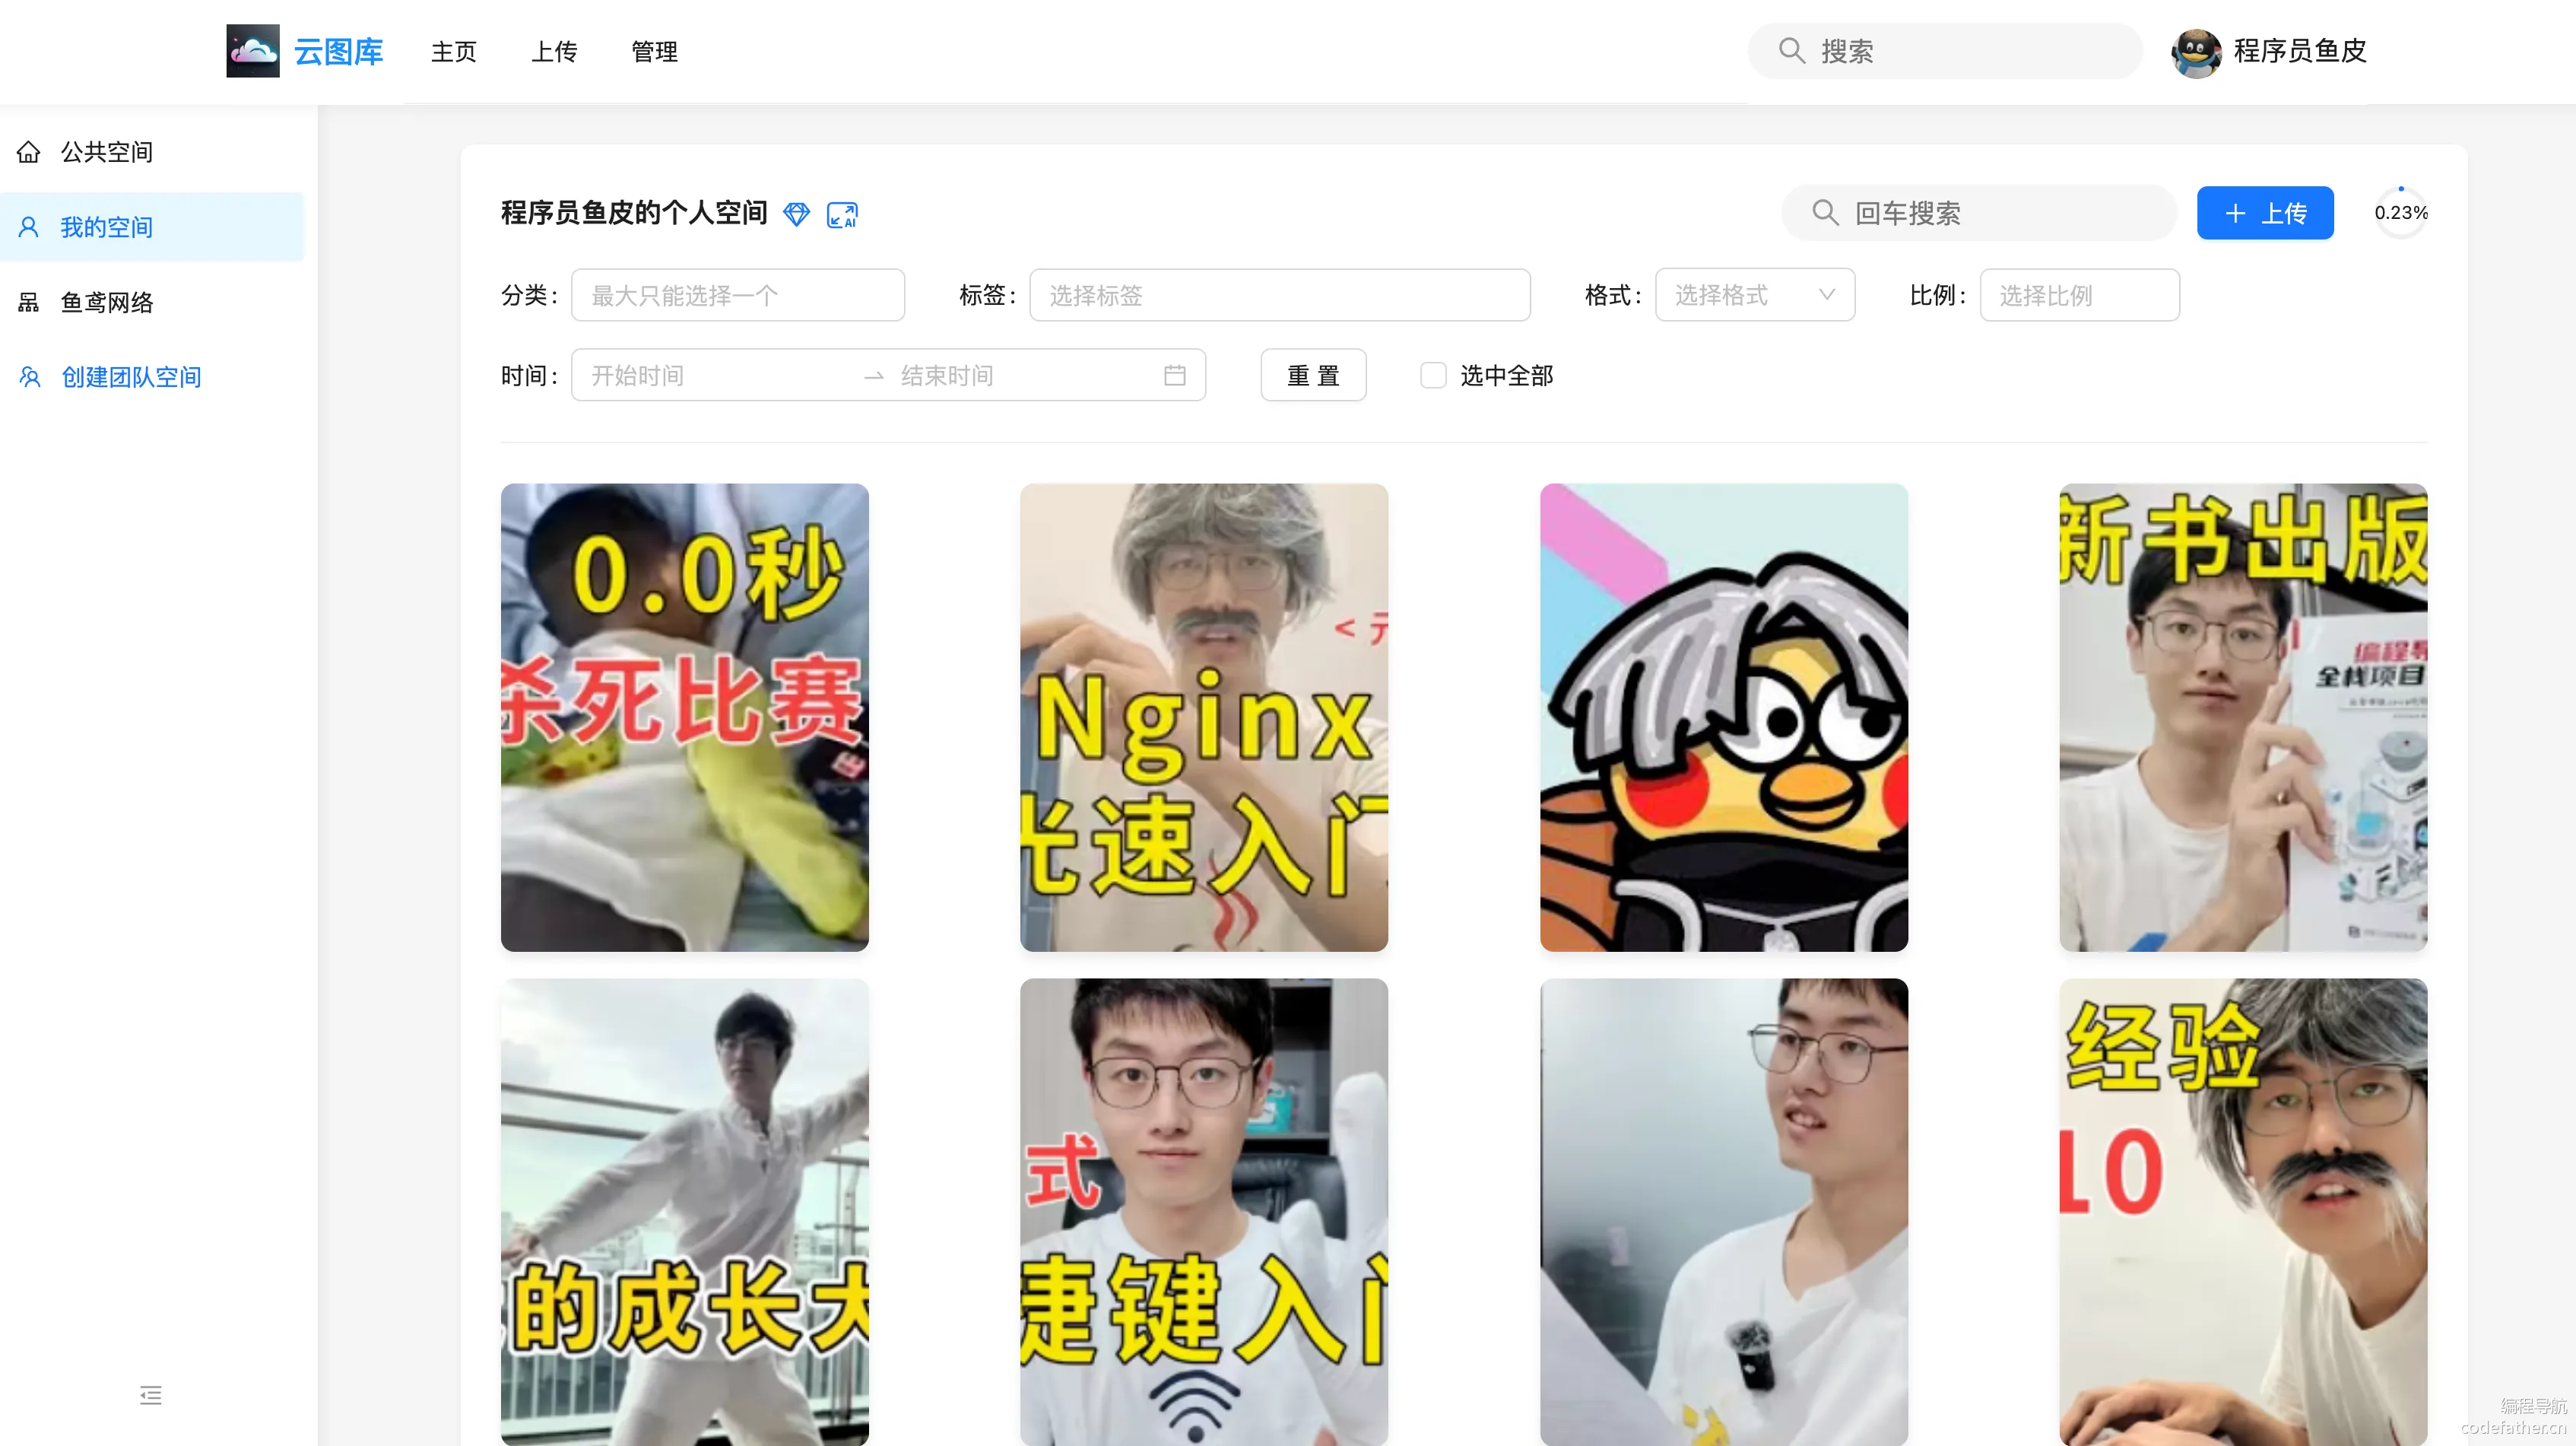 云图库 主页 上传 管理 搜索 程序员鱼皮
公共空间
我的空间
鱼鸢网络
创建团队空间
程序员鱼皮的个人空间 AI 回车搜索 上传 0.23%
分类： 最大只能选择一个 标签： 选择标签 格式： 选择格式 比例： 选择比例
时间： 开始时间 结束时间 重置 选中全部
0.0秒
杀死比赛
< 元
Nginx
光速入门
新书出版
编程导
全栈项目
的成长大
式
捷键入门
经验
10
编程导航
codefather.cn